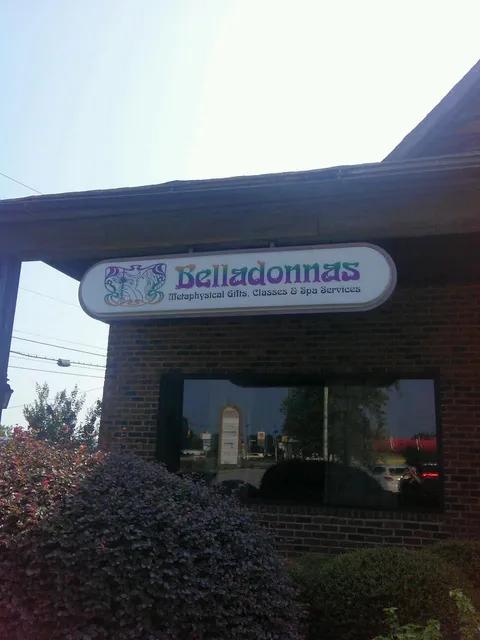 Belladonnas
Metaphysical Gifts, Classes & Spa Services